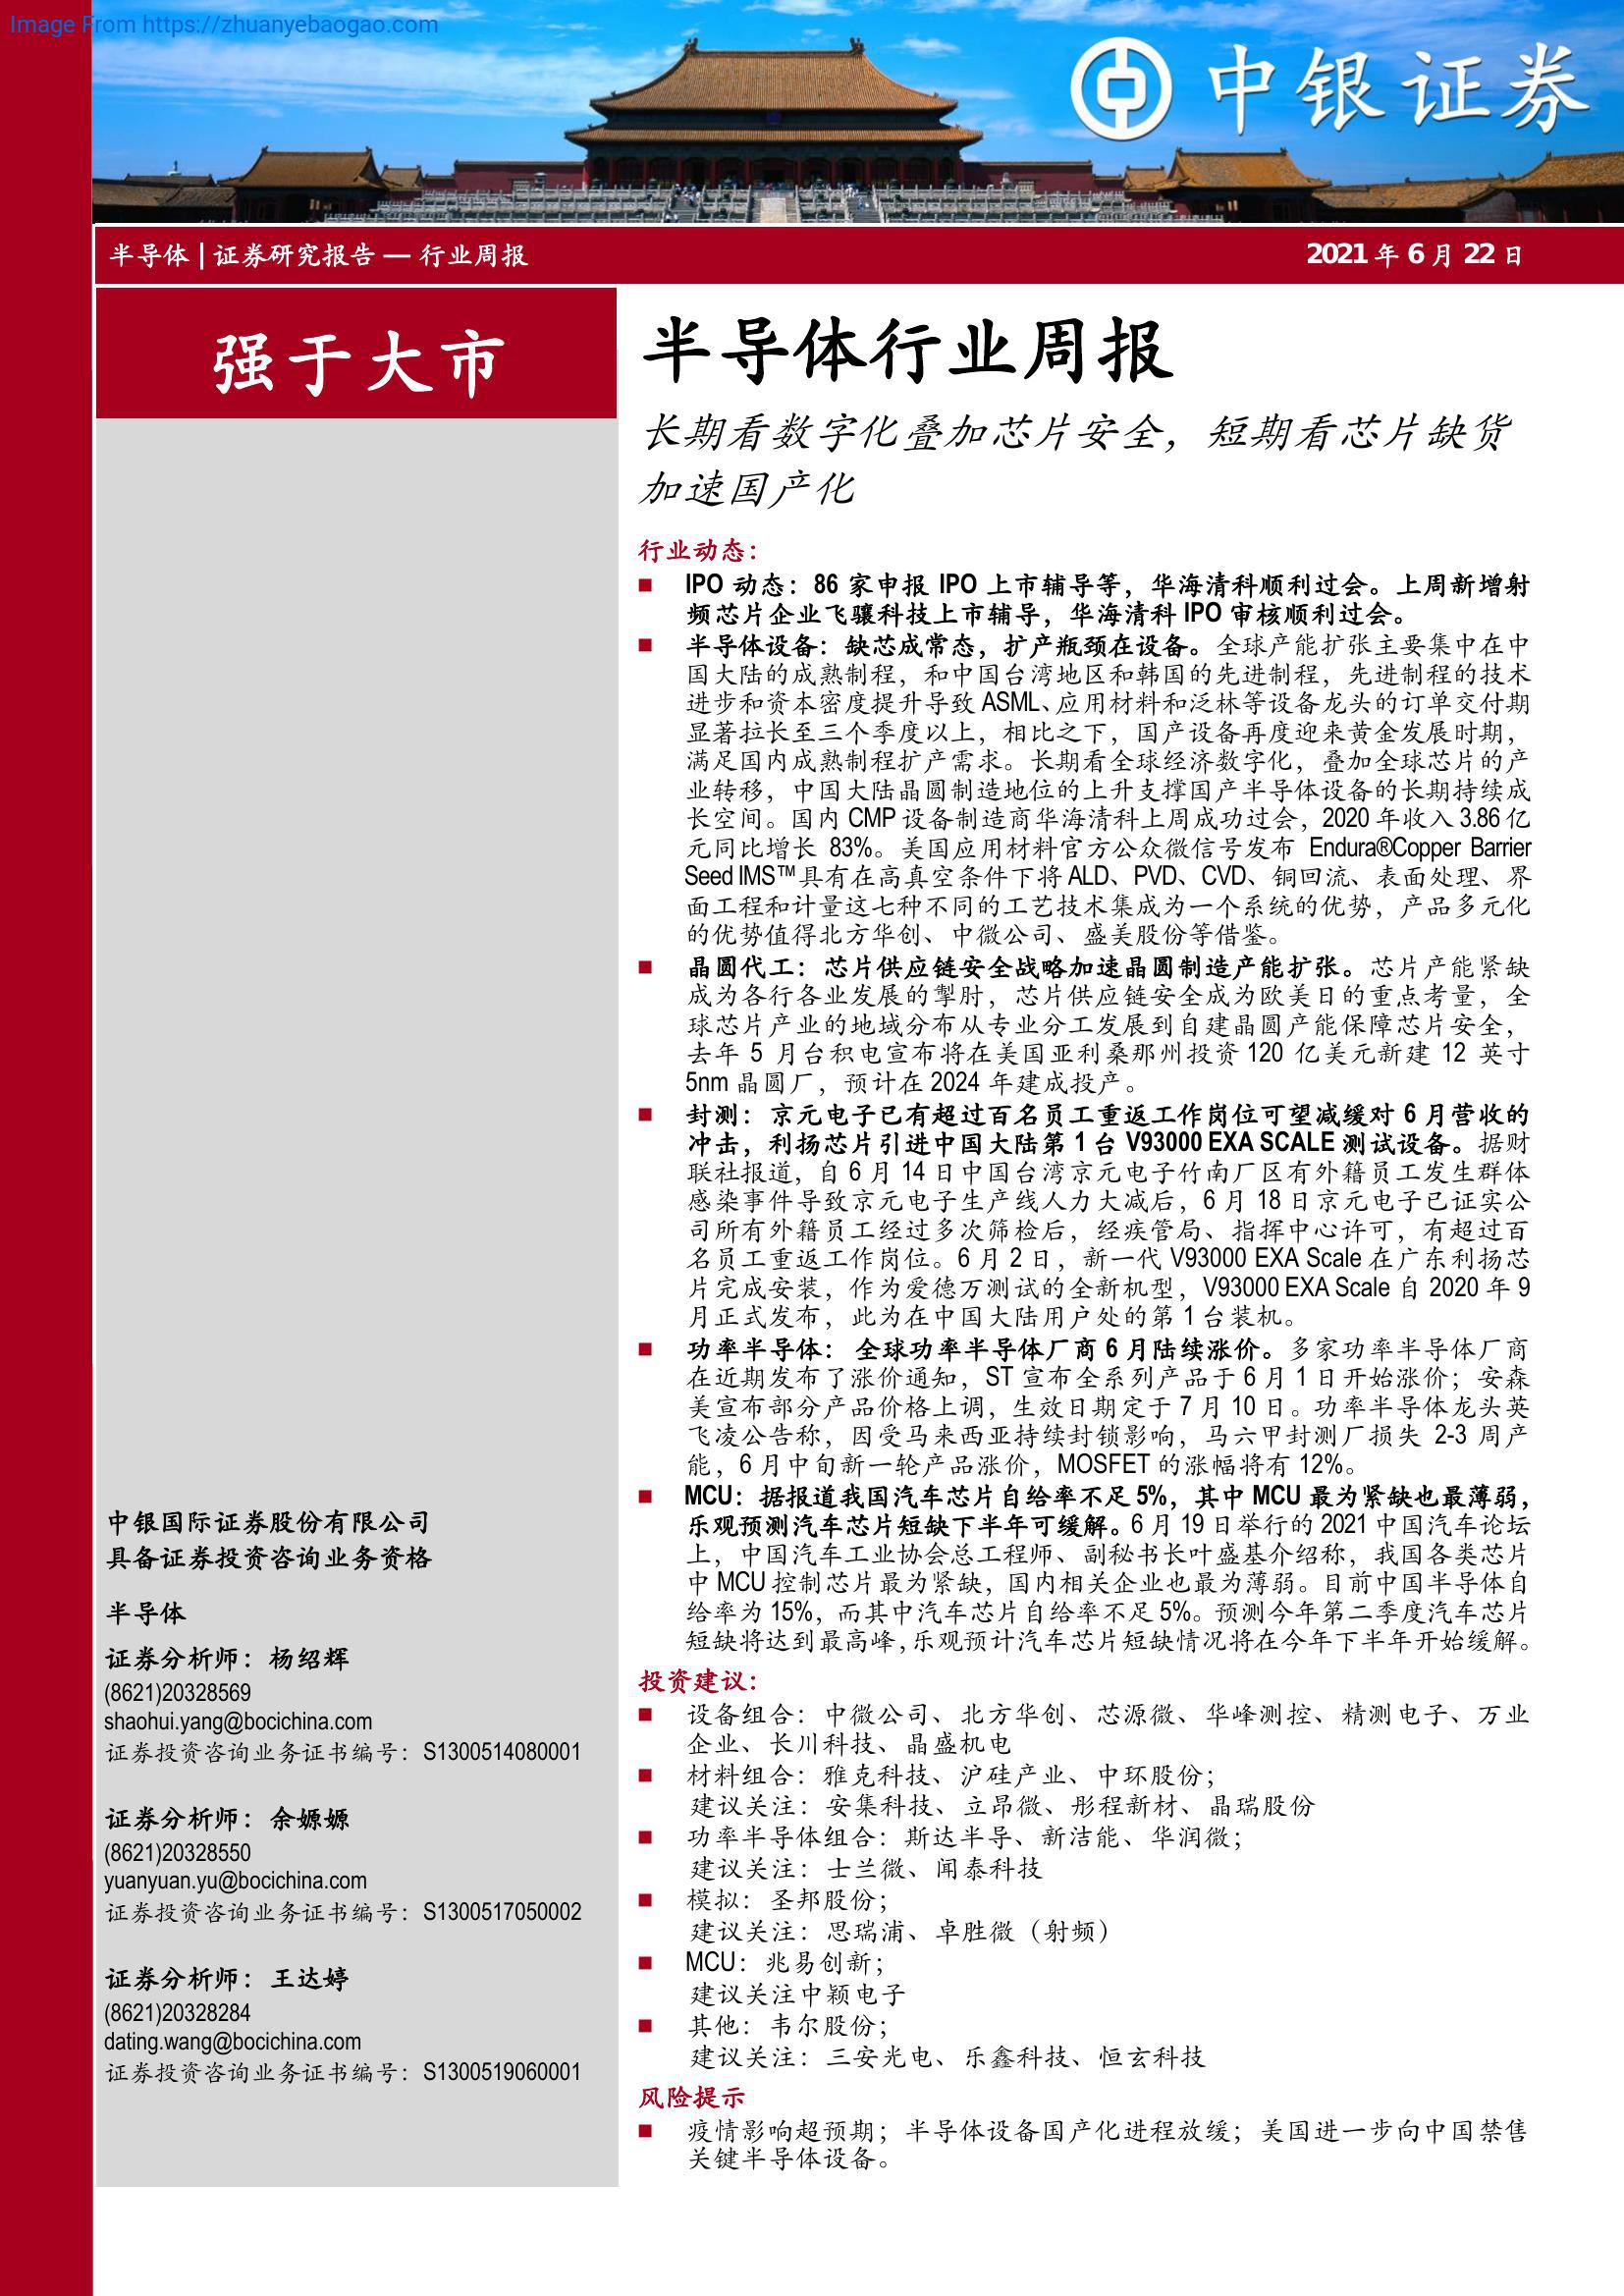 Image From https://zhuanyebaogao.com
中银证券
半导体 | 证券研究报告 — 行业周报
2021 年 6 月 22 日
强于大市
半导体行业周报
长期看数字化叠加芯片安全，短期看芯片缺货
加速国产化
行业动态：
■ IPO 动态：86 家申报 IPO 上市辅导等，华海清科顺利过会。上周新增射
频芯片企业飞骧科技上市辅导，华海清科 IPO 审核顺利过会。
■ 半导体设备：缺芯成常态，扩产瓶颈在设备。全球产能扩张主要集中在中
国大陆的成熟制程，和中国台湾地区和韩国的先进制程，先进制程的技术
进步和资本密度提升导致 ASML、应用材料和泛林等设备龙头的订单交付期
显著拉长至三个季度以上，相比之下，国产设备再度迎来黄金发展时期，
满足国内成熟制程扩产需求。长期看全球经济数字化，叠加全球芯片的产
业转移，中国大陆晶圆制造地位的上升支撑国产半导体设备的长期持续成
长空间。国内 CMP 设备制造商华海清科上周成功过会，2020 年收入 3.86 亿
元同比增长 83%。美国应用材料官方公众微信号发布 Endura®Copper Barrier
Seed IMS™具有在高真空条件下将 ALD、PVD、CVD、铜回流、表面处理、界
面工程和计量这七种不同的工艺技术集成为一个系统的优势，产品多元化
的优势值得北方华创、中微公司、盛美股份等借鉴。
■ 晶圆代工：芯片供应链安全战略加速晶圆制造产能扩张。芯片产能紧缺
成为各行各业发展的掣肘，芯片供应链安全成为欧美日的重点考量，全
球芯片产业的地域分布从专业分工发展到自建晶圆产能保障芯片安全，
去年 5 月台积电宣布将在美国亚利桑那州投资 120 亿美元新建 12 英寸
5nm 晶圆厂，预计在 2024 年建成投产。
■ 封测：京元电子已有超过百名员工重返工作岗位可望减缓对 6 月营收的
冲击，利扬芯片引进中国大陆第 1 台 V93000 EXA SCALE 测试设备。据财
联社报道，自 6 月 14 日中国台湾京元电子竹南厂区有外籍员工发生群体
感染事件导致京元电子生产线人力大减后，6 月 18 日京元电子已证实公
司所有外籍员工经过多次筛检后，经疾管局、指挥中心许可，有超过百
名员工重返工作岗位。6 月 2 日，新一代 V93000 EXA Scale 在广东利扬芯
片完成安装，作为爱德万测试的全新机型，V93000 EXA Scale 自 2020 年 9
月正式发布，此为在中国大陆用户处的第 1 台装机。
■ 功率半导体： 全球功率半导体厂商 6 月陆续涨价。多家功率半导体厂商
在近期发布了涨价通知，ST 宣布全系列产品于 6 月 1 日开始涨价；安森
美宣布部分产品价格上调，生效日期定于 7 月 10 日。功率半导体龙头英
飞凌公告称，因受马来西亚持续封锁影响，马六甲封测厂损失 2-3 周产
能，6 月中旬新一轮产品涨价，MOSFET 的涨幅将有 12%。
■ MCU：据报道我国汽车芯片自给率不足 5%，其中 MCU 最为紧缺也最薄弱，
乐观预测汽车芯片短缺下半年可缓解。6 月 19 日举行的 2021 中国汽车论坛
上，中国汽车工业协会总工程师、副秘书长叶盛基介绍称，我国各类芯片
中 MCU 控制芯片最为紧缺，国内相关企业也最为薄弱。目前中国半导体自
给率为 15%，而其中汽车芯片自给率不足 5%。预测今年第二季度汽车芯片
短缺将达到最高峰，乐观预计汽车芯片短缺情况将在今年下半年开始缓解。
投资建议：
■ 设备组合：中微公司、北方华创、芯源微、华峰测控、精测电子、万业
企业、长川科技、晶盛机电
■ 材料组合：雅克科技、沪硅产业、中环股份；
建议关注：安集科技、立昂微、彤程新材、晶瑞股份
■ 功率半导体组合：斯达半导、新洁能、华润微；
建议关注：士兰微、闻泰科技
■ 模拟：圣邦股份；
建议关注：思瑞浦、卓胜微（射频）
■ MCU：兆易创新；
建议关注中颖电子
■ 其他：韦尔股份；
建议关注：三安光电、乐鑫科技、恒玄科技
风险提示
■ 疫情影响超预期；半导体设备国产化进程放缓；美国进一步向中国禁售
关键半导体设备。
中银国际证券股份有限公司
具备证券投资咨询业务资格
半导体
证券分析师：杨绍辉
(8621)20328569
shaohui.yang@bocichina.com
证券投资咨询业务证书编号：S1300514080001
证券分析师：余嫄嫄
(8621)20328550
yuanyuan.yu@bocichina.com
证券投资咨询业务证书编号：S1300517050002
证券分析师：王达婷
(8621)20328284
dating.wang@bocichina.com
证券投资咨询业务证书编号：S1300519060001